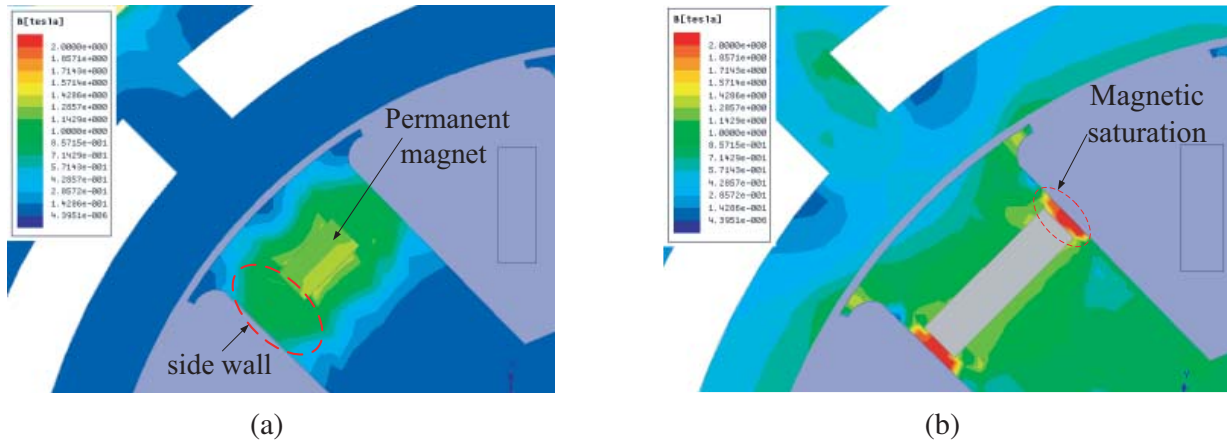 B[tesla]
2.0000e+000
1.8571e+000
1.7143e+000
1.5714e+000
1.4286e+000
1.2857e+000
1.1429e+000
1.0000e+000
8.5715e-001
7.1429e-001
5.7143e-001
4.2857e-001
2.8572e-001
1.4286e-001
4.3951e-006
Permanent
magnet
side wall
(a)
B[tesla]
2.0000e+000
1.8571e+000
1.7143e+000
1.5714e+000
1.4286e+000
1.2857e+000
1.1429e+000
1.0000e+000
8.5715e-001
7.1429e-001
5.7143e-001
4.2857e-001
2.8572e-001
1.4286e-001
4.3951e-006
Magnetic
saturation
(b)